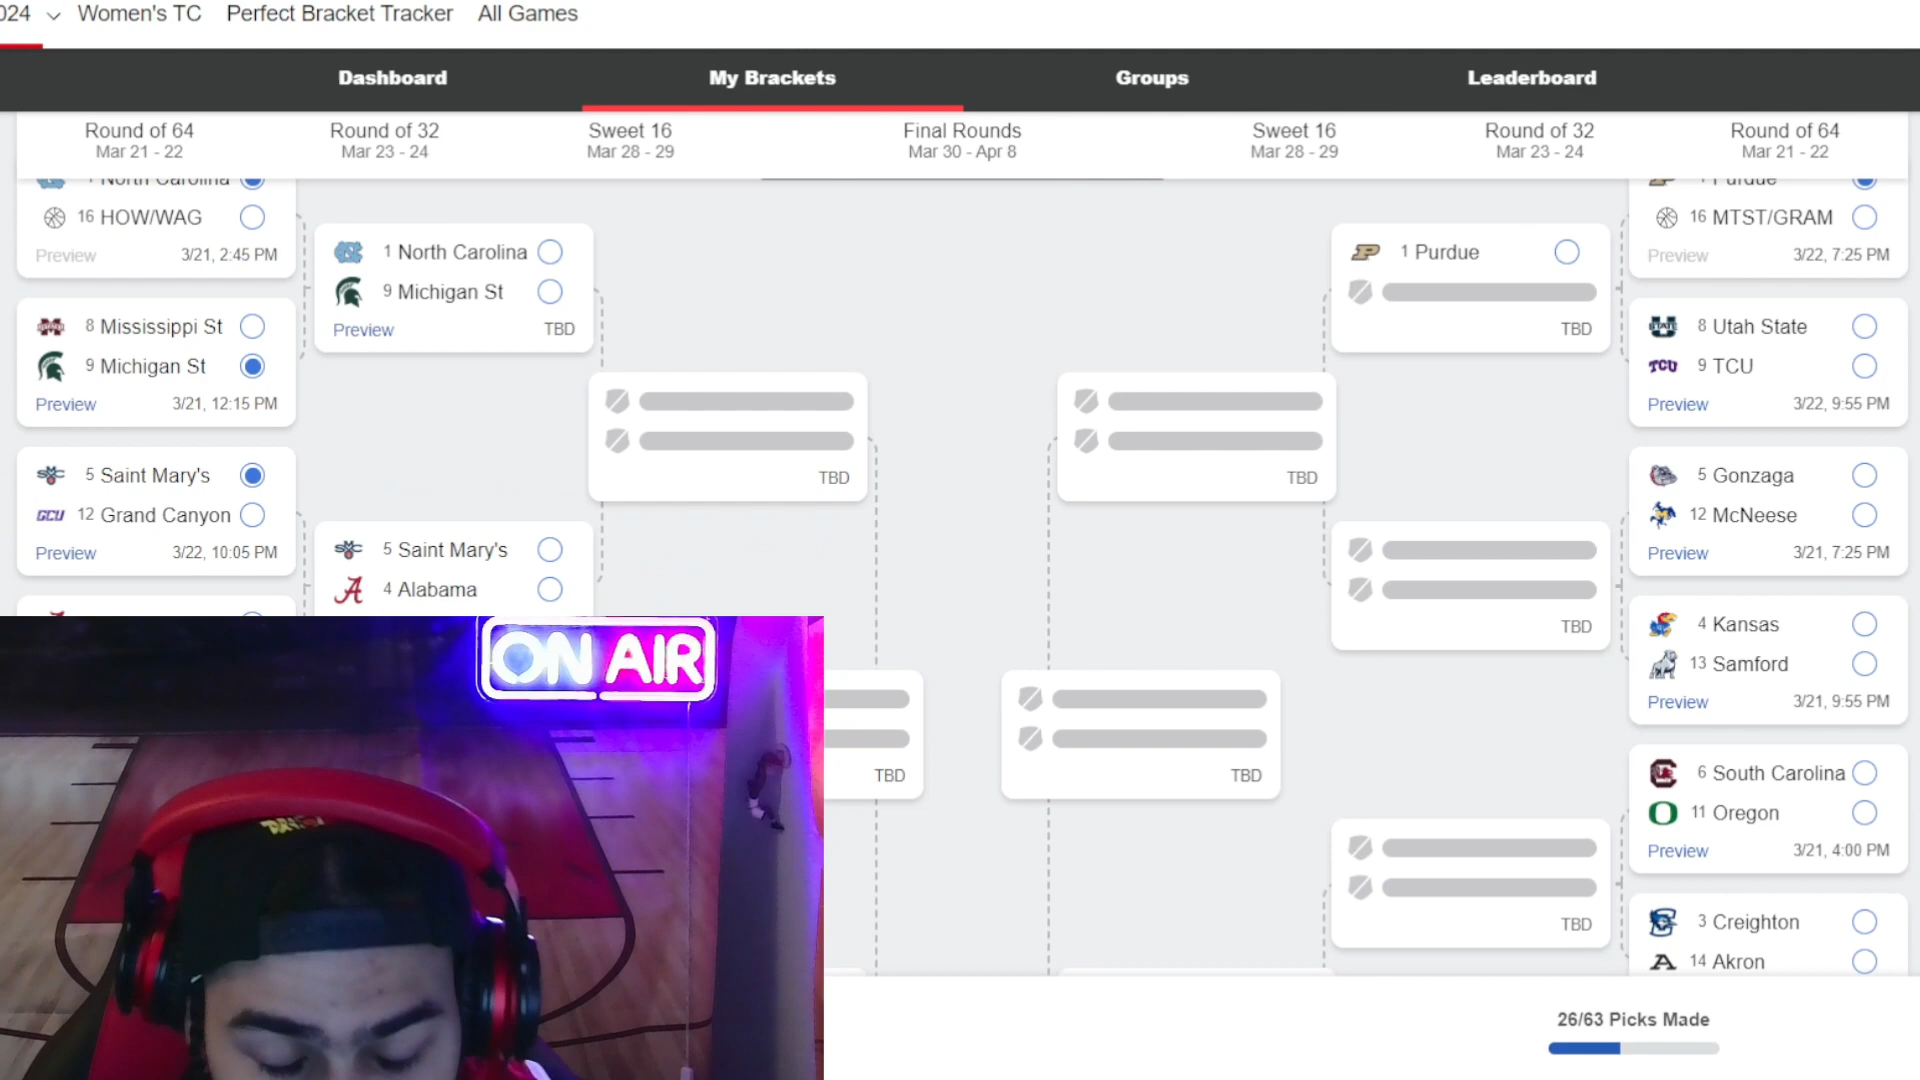 024 Women's TC Perfect Bracket Tracker All Games
Dashboard My Brackets Groups Leaderboard
Round of 64 Round of 32 Sweet 16 Final Rounds Sweet 16 Round of 32 Round of 64
Mar 21 - 22 Mar 23 - 24 Mar 28 - 29 Mar 30 - Apr 8 Mar 28 - 29 Mar 23 - 24 Mar 21 - 22
1 North Carolina
16 HOW/WAG
Preview 3/21, 2:45 PM
8 Mississippi St
9 Michigan St
Preview 3/21, 12:15 PM
5 Saint Mary's
GCU 12 Grand Canyon
Preview 3/22, 10:05 PM
1 North Carolina
9 Michigan St
Preview TBD
5 Saint Mary's
4 Alabama
TBD
TBD
TBD
TBD
1 Purdue
TBD
TBD
TBD
1 Purdue
16 MTST/GRAM
Preview 3/22, 7:25 PM
8 Utah State
TCU 9 TCU
Preview 3/22, 9:55 PM
5 Gonzaga
12 McNeese
Preview 3/21, 7:25 PM
4 Kansas
13 Samford
Preview 3/21, 9:55 PM
6 South Carolina
11 Oregon
Preview 3/21, 4:00 PM
3 Creighton
14 Akron
ON AIR
26/63 Picks Made